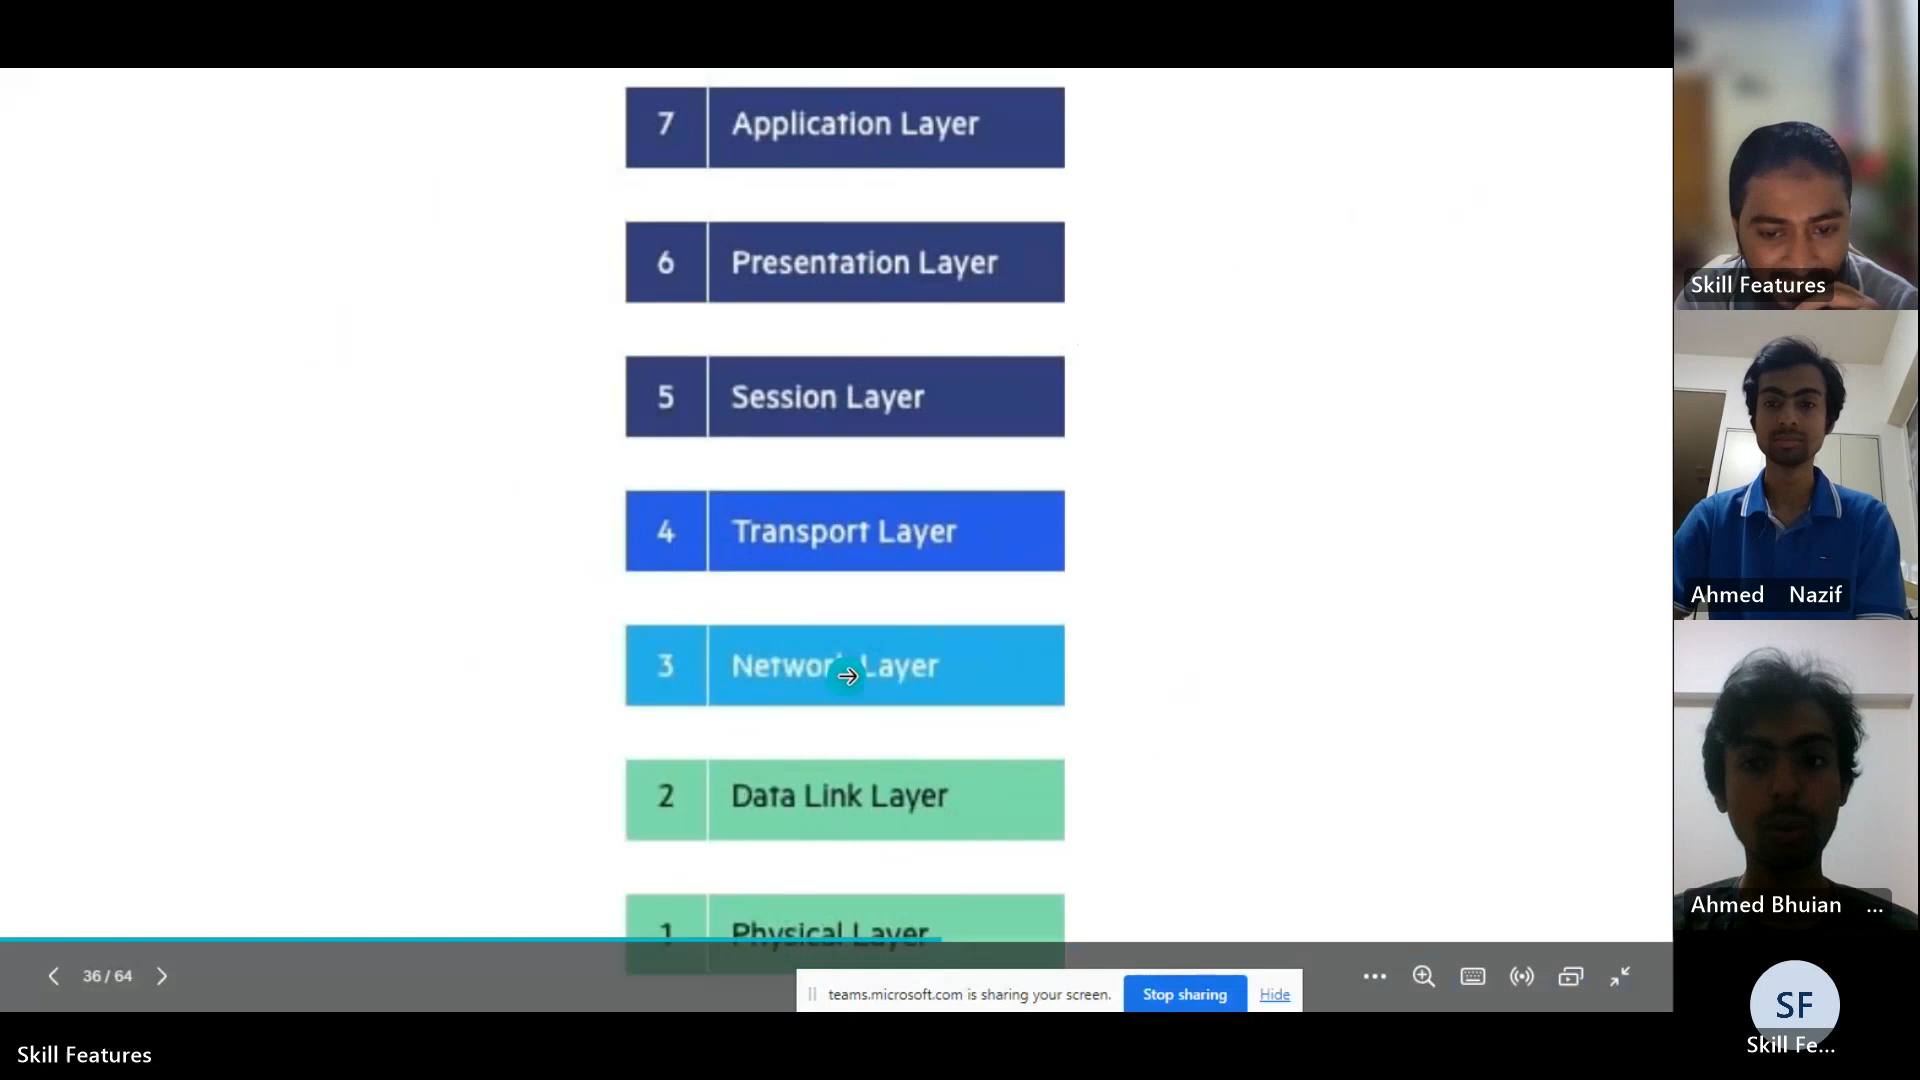 7 Application Layer
6 Presentation Layer
5 Session Layer
4 Transport Layer
3 Network Layer
2 Data Link Layer
1 Physical Layer
36 / 64
teams.microsoft.com is sharing your screen.
Stop sharing
Hide
Skill Features
Skill Features
Ahmed Nazif
Ahmed Bhuian ...
SF
Skill Fe...